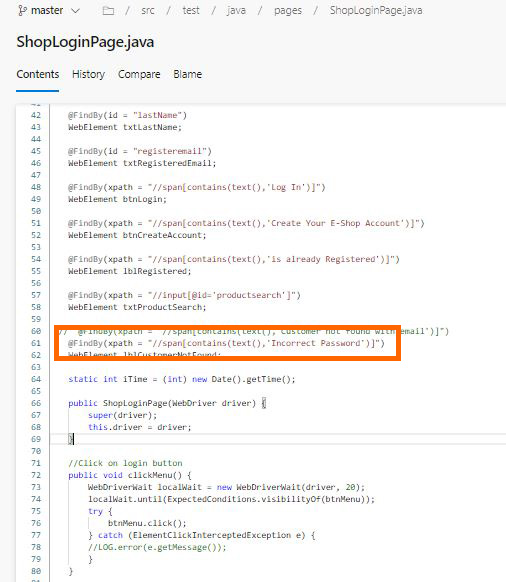 master / src / test / java / pages / ShopLoginPage.java
ShopLoginPage.java
Contents History Compare Blame
41
42 @FindBy(id = "lastName")
43 WebElement txtLastName;
44
45 @FindBy(id = "registeremail")
46 WebElement txtRegisteredEmail;
47
48 @FindBy(xpath = "//span[contains(text(),'Log In')]")
49 WebElement btnLogin;
50
51 @FindBy(xpath = "//span[contains(text(),'Create Your E-Shop Account')]")
52 WebElement btnCreateAccount;
53
54 @FindBy(xpath = "//span[contains(text(),'is already Registered')]")
55 WebElement lblRegistered;
56
57 @FindBy(xpath = "//input[@id='productsearch']")
58 WebElement txtProductSearch;
59
60 // @FindBy(xpath = "//span[contains(text(),'Customer not found with email')]")
61 @FindBy(xpath = "//span[contains(text(),'Incorrect Password')]")
62 WebElement lblCustomerNotFound;
64 static int iTime = (int) new Date().getTime();
65
66 public ShopLoginPage(WebDriver driver) {
67 super(driver);
68 this.driver = driver;
69 }
70
71 //Click on login button
72 public void clickMenu() {
73 WebDriverWait localWait = new WebDriverWait(driver, 20);
74 localWait.until(ExpectedConditions.visibilityOf(btnMenu));
75 try {
76 btnMenu.click();
77 } catch (ElementClickInterceptedException e) {
78 //LOG.error(e.getMessage());
79 }
80 }